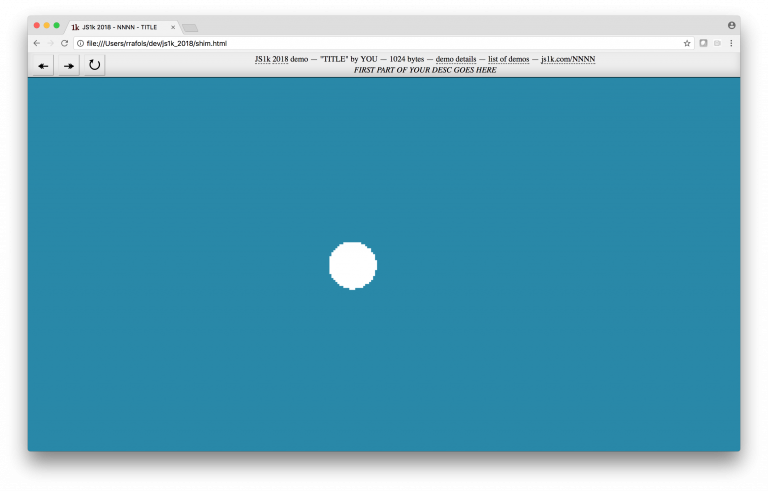 1k JS1k 2018 - NNNN - TITLE
file:///Users/rrafols/dev/js1k_2018/shim.html
JS1k 2018 demo — "TITLE" by YOU — 1024 bytes — demo details — list of demos — js1k.com/NNNN
FIRST PART OF YOUR DESC GOES HERE